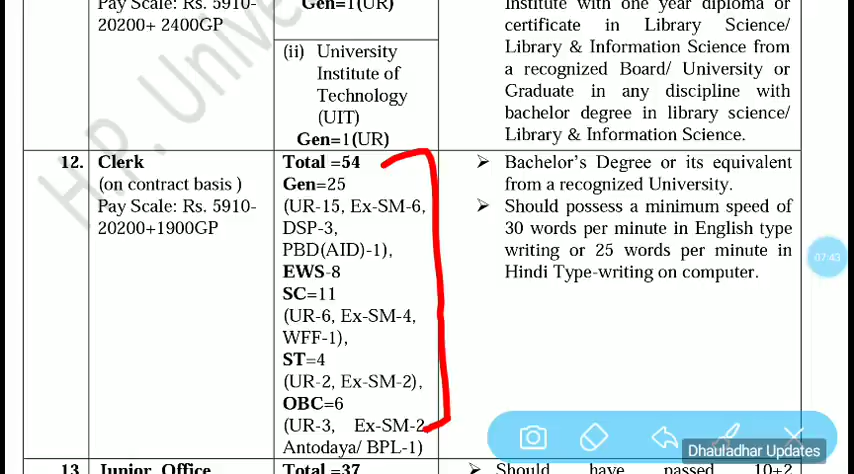 Pay Scale: Rs. 5910-
20200+ 2400GP
Gen=1(UR)
(ii) University
Institute of
Technology
(UIT)
Gen=1(UR)
Institute with one year diploma or
certificate in Library Science/
Library & Information Science from
a recognized Board/ University or
Graduate in any discipline with
bachelor degree in library science/
Library & Information Science.
12. Clerk
(on contract basis )
Pay Scale: Rs. 5910-
20200+1900GP
Total =54
Gen=25
(UR-15, Ex-SM-6,
DSP-3,
PBD(AID)-1),
EWS-8
SC=11
(UR-6, Ex-SM-4,
WFF-1),
ST=4
(UR-2, Ex-SM-2),
OBC=6
(UR-3, Ex-SM-2
Antodaya/ BPL-1)
➢ Bachelor's Degree or its equivalent
from a recognized University.
➢ Should possess a minimum speed of
30 words per minute in English type
writing or 25 words per minute in
Hindi Type-writing on computer.
13 Junior Office
Total =37
➢ Should have passed 10+2
H.P. Univer
07:43
Dhauladhar Updates